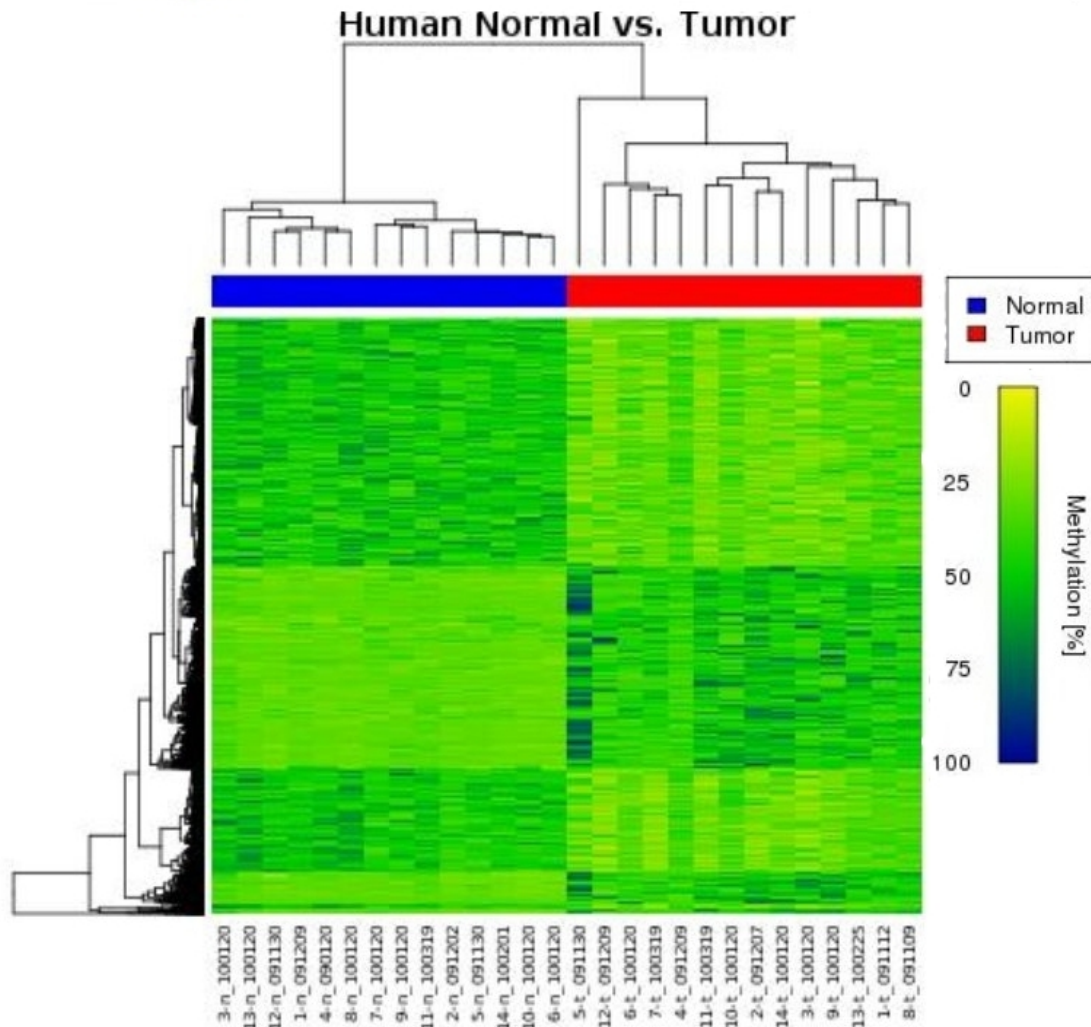 Human Normal vs. Tumor
Normal
Tumor
0
25
50
75
100
Methylation [%]
3-n_100120
13-n_100120
12-n_091130
1-n_091209
4-n_090120
8-n_100120
7-n_100120
9-n_100120
11-n_100319
2-n_091202
5-n_091130
14-n_100201
10-n_100120
6-n_100120
5-t_091130
12-t_091209
6-t_100120
7-t_100319
4-t_091209
11-t_100319
10-t_100120
2-t_091207
14-t_100120
3-t_100120
9-t_100120
13-t_100225
1-t_091112
8-t_091109